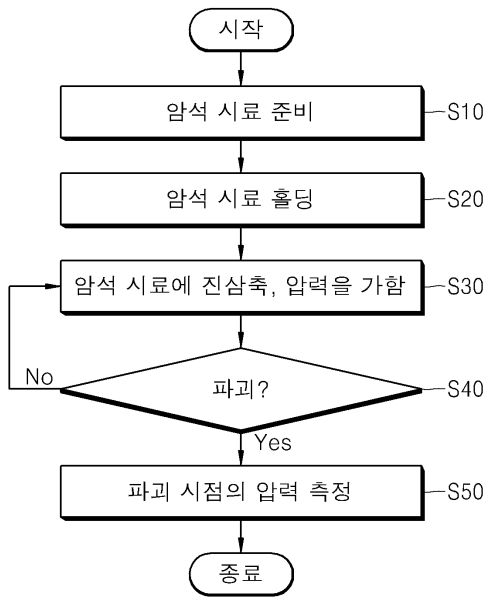 시작
암석 시료 준비
S10
암석 시료 홀딩
S20
암석 시료에 진삼축, 압력을 가함
S30
No
파괴?
S40
Yes
파괴 시점의 압력 측정
S50
종료